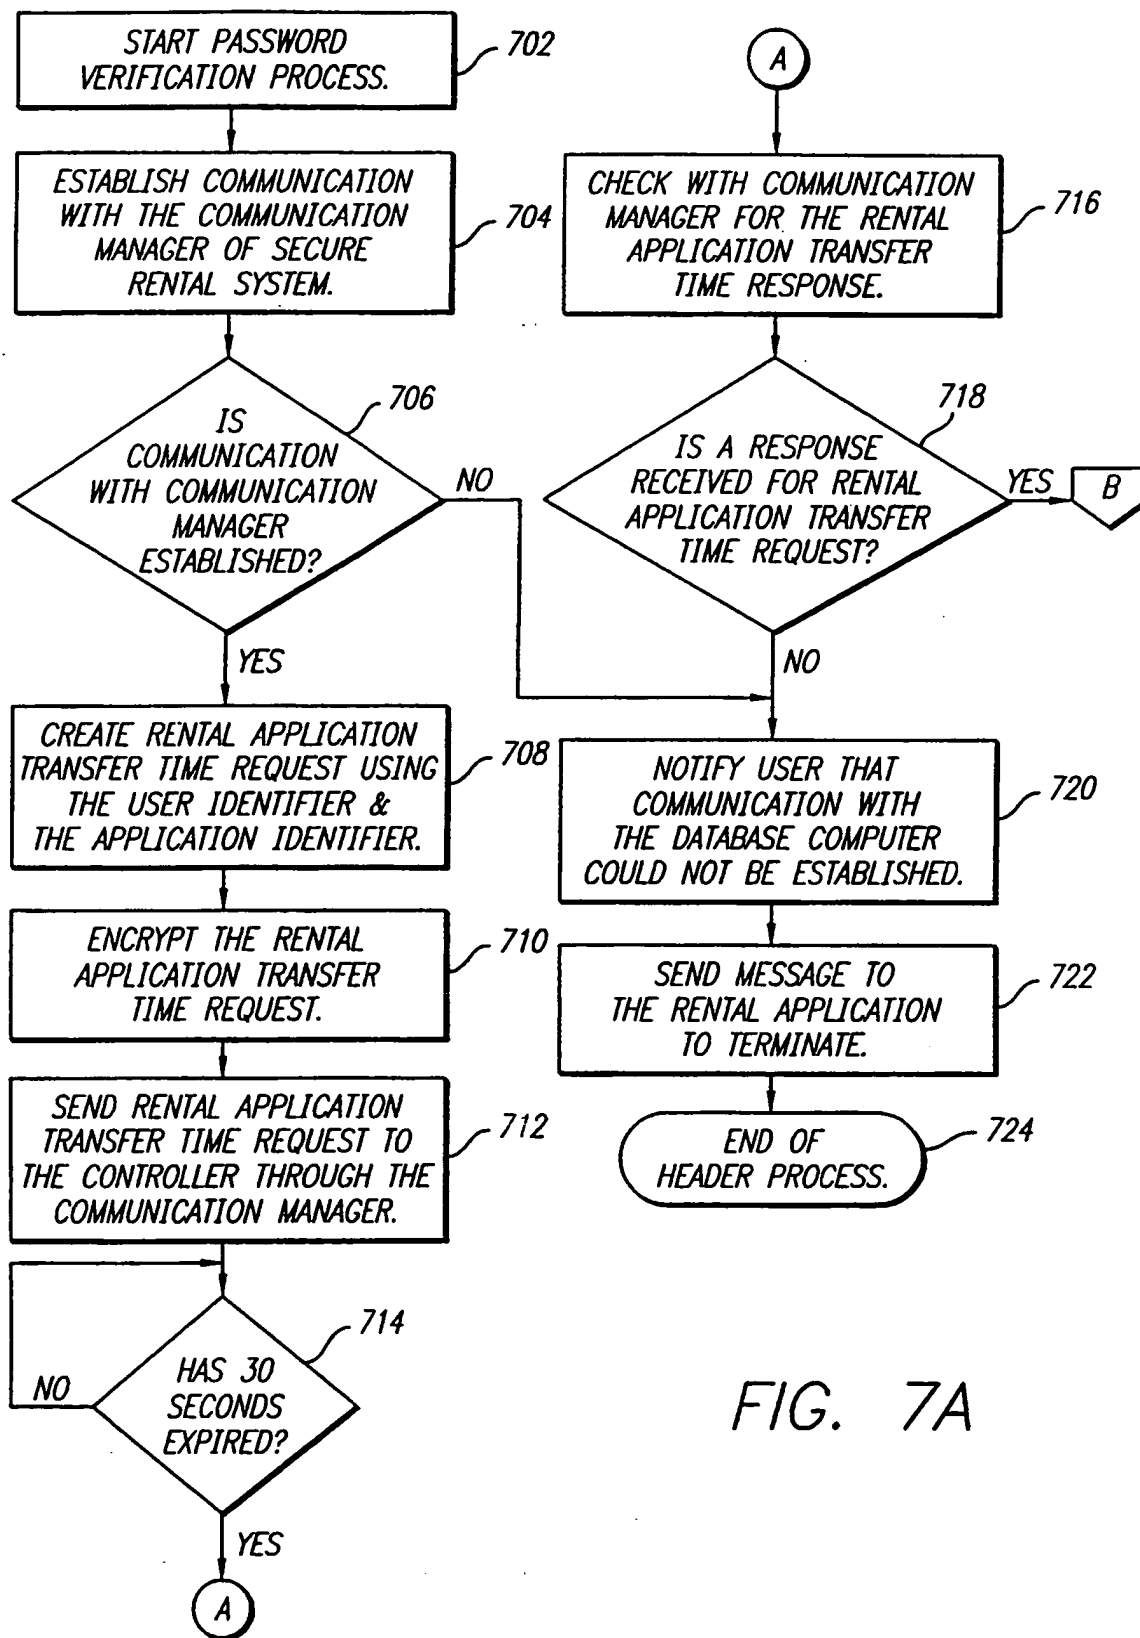 START PASSWORD
VERIFICATION PROCESS.
702
ESTABLISH COMMUNICATION
WITH THE COMMUNICATION
MANAGER OF SECURE
RENTAL SYSTEM.
704
IS
COMMUNICATION
WITH COMMUNICATION
MANAGER
ESTABLISHED?
706
NO
YES
CREATE RENTAL APPLICATION
TRANSFER TIME REQUEST USING
THE USER IDENTIFIER &
THE APPLICATION IDENTIFIER.
708
ENCRYPT THE RENTAL
APPLICATION TRANSFER
TIME REQUEST.
710
SEND RENTAL APPLICATION
TRANSFER TIME REQUEST TO
THE CONTROLLER THROUGH THE
COMMUNICATION MANAGER.
712
HAS 30
SECONDS
EXPIRED?
714
NO
YES
A
A
CHECK WITH COMMUNICATION
MANAGER FOR THE RENTAL
APPLICATION TRANSFER
TIME RESPONSE.
716
IS A RESPONSE
RECEIVED FOR RENTAL
APPLICATION TRANSFER
TIME REQUEST?
718
YES
B
NO
NOTIFY USER THAT
COMMUNICATION WITH
THE DATABASE COMPUTER
COULD NOT BE ESTABLISHED.
720
SEND MESSAGE TO
THE RENTAL APPLICATION
TO TERMINATE.
722
END OF
HEADER PROCESS.
724
FIG. 7A